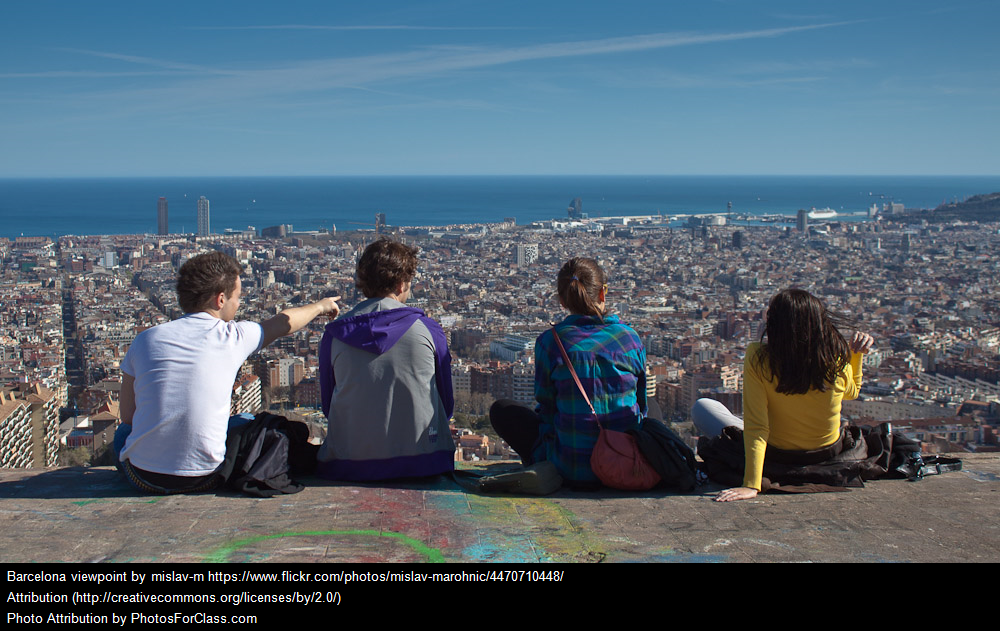 Barcelona viewpoint by mislav-m https://www.flickr.com/photos/mislav-marohnic/4470710448/
Attribution (http://creativecommons.org/licenses/by/2.0/)
Photo Attribution by PhotosForClass.com